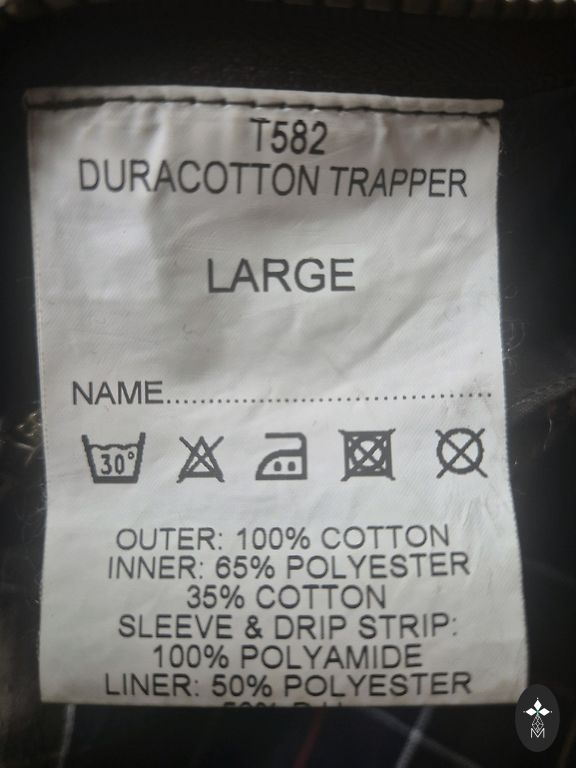 T582
DURACOTTON TRAPPER
LARGE
NAME.......................................
30°
OUTER: 100% COTTON
INNER: 65% POLYESTER
35% COTTON
SLEEVE & DRIP STRIP:
100% POLYAMIDE
LINER: 50% POLYESTER